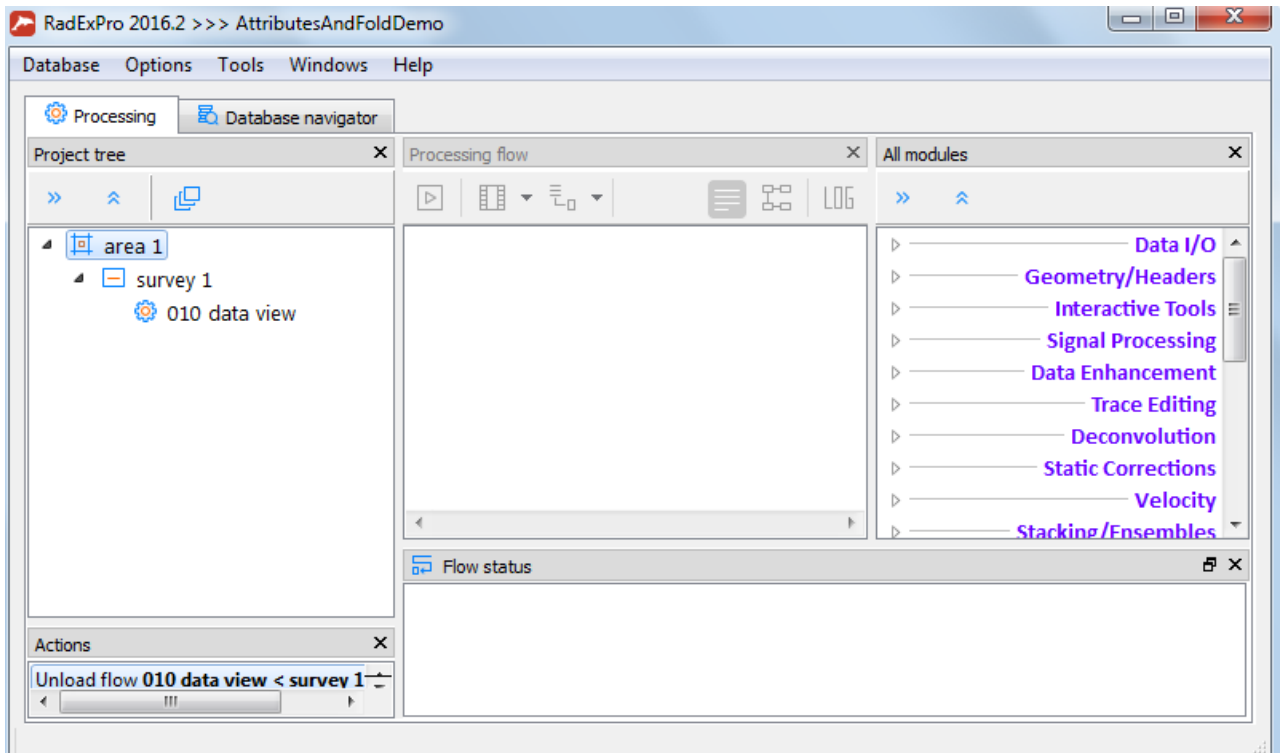 RadExPro 2016.2 >>> AttributesAndFoldDemo
Database Options Tools Windows Help
Processing Database navigator
Project tree
area 1
survey 1
010 data view
Processing flow
LOG
All modules
Data I/O
Geometry/Headers
Interactive Tools
Signal Processing
Data Enhancement
Trace Editing
Deconvolution
Static Corrections
Velocity
Stacking/Ensembles
Flow status
Actions
Unload flow 010 data view < survey 1